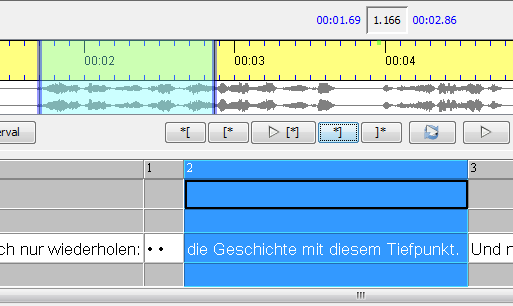 00:01.69 1.166 00:02.86
00:02 00:03 00:04
erval *[ [* [*] *] ]*
1 2 3
ch nur wiederholen: • • die Geschichte mit diesem Tiefpunkt. Und n